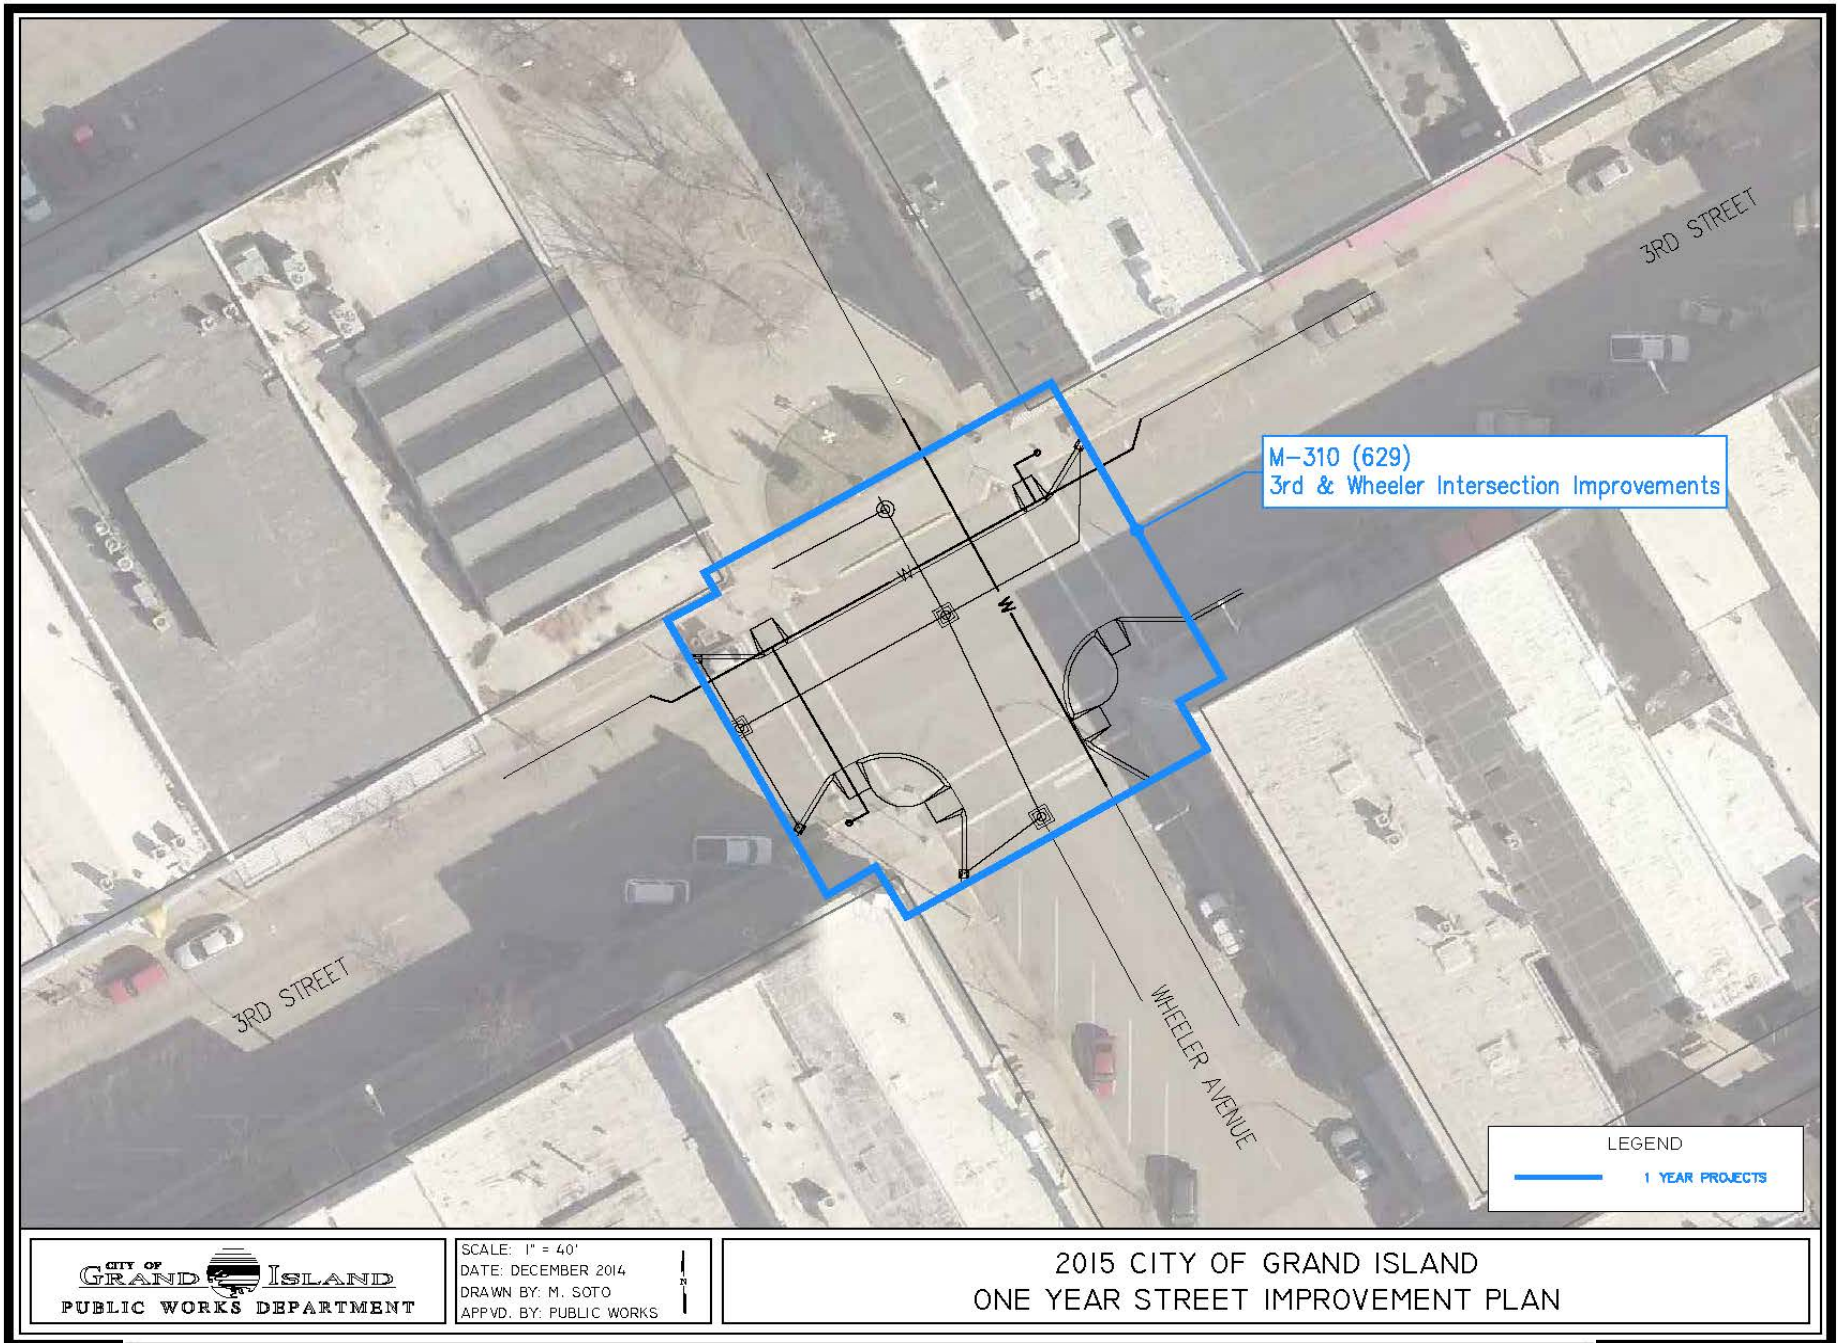 3RD STREET
M-310 (629)
3rd & Wheeler Intersection Improvements
W
W
3RD STREET
WHEELER AVENUE
LEGEND
1 YEAR PROJECTS
CITY OF
GRAND ISLAND
PUBLIC WORKS DEPARTMENT
SCALE: 1" = 40'
DATE: DECEMBER 2014
DRAWN BY: M. SOTO
APPVD. BY: PUBLIC WORKS
N
2015 CITY OF GRAND ISLAND
ONE YEAR STREET IMPROVEMENT PLAN